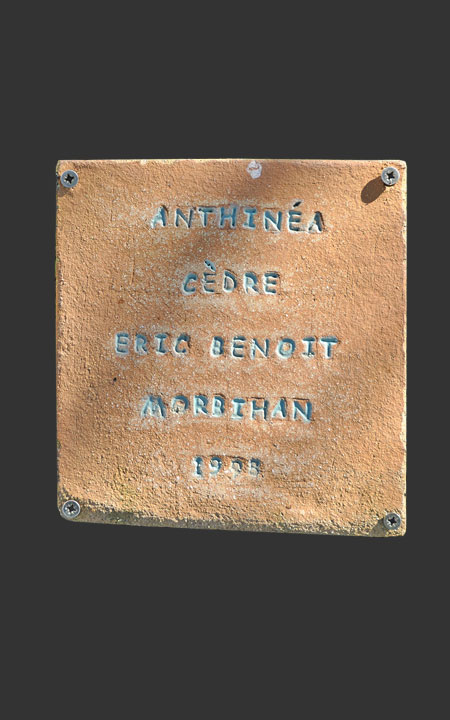 ANTHINÉA
CÈDRE
ERIC BENOIT
MORBIHAN
1998